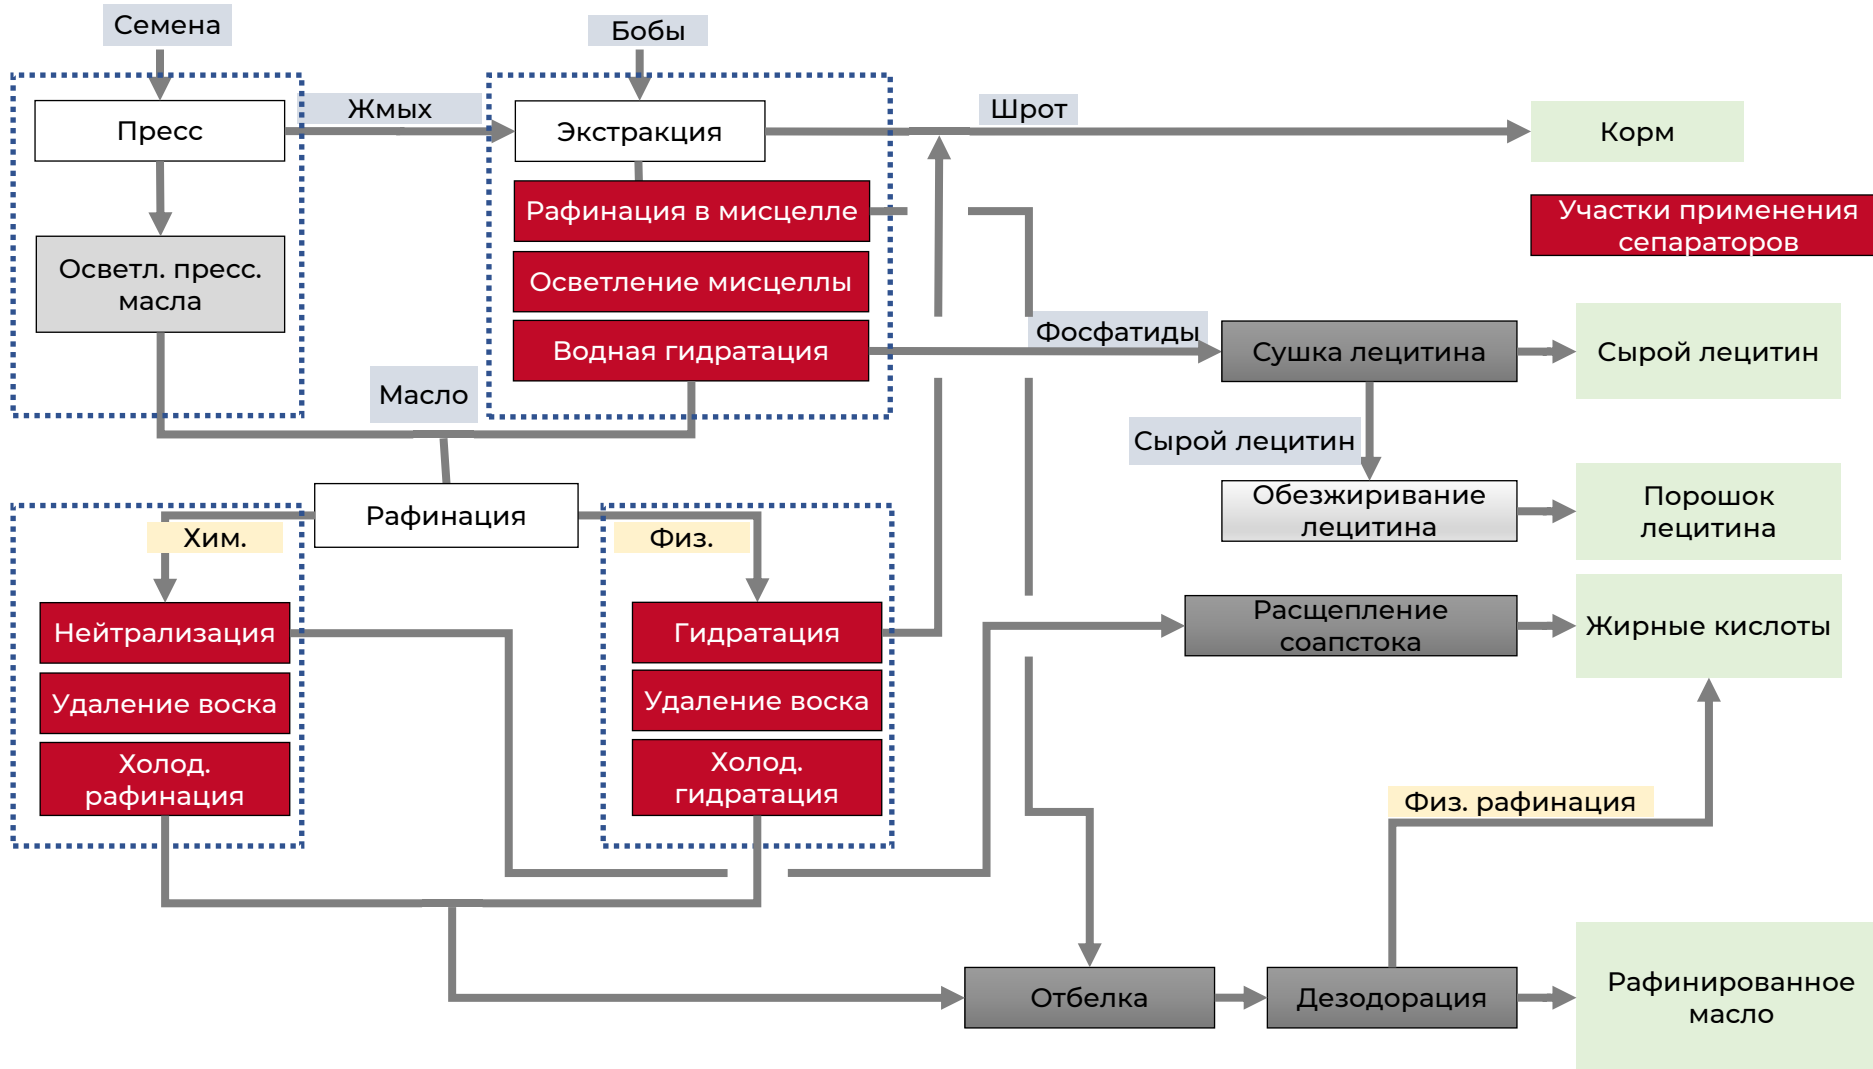 Семена
Бобы
Жмых
Шрот
Пресс
Экстракция
Корм
Рафинация в мисцелле
Участки применения
сепараторов
Осветл. пресс.
масла
Осветление мисцеллы
Фосфатиды
Водная гидратация
Сушка лецитина
Сырой лецитин
Масло
Сырой лецитин
Обезжиривание
лецитина
Порошок
лецитина
Рафинация
Хим.
Физ.
Нейтрализация
Гидратация
Расщепление
соапстока
Жирные кислоты
Удаление воска
Удаление воска
Холод.
рафинация
Холод.
гидратация
Физ. рафинация
Отбелка
Дезодорация
Рафинированное
масло